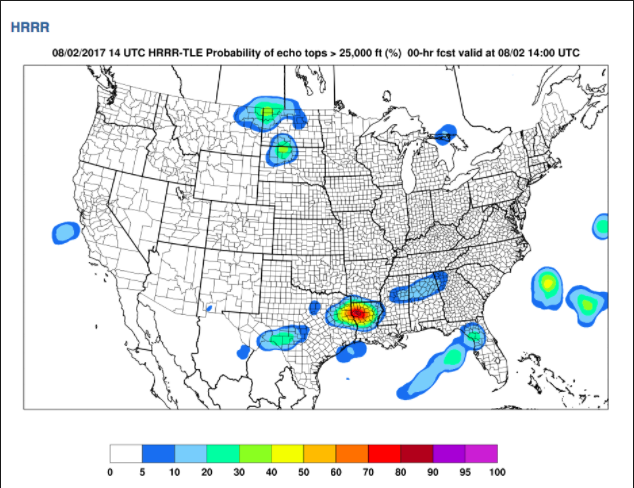 HRRR
08/02/2017 14 UTC HRRR-TLE Probability of echo tops > 25,000 ft (%) 00-hr fcst valid at 08/02 14:00 UTC
0 5 10 20 30 40 50 60 70 80 90 95 100